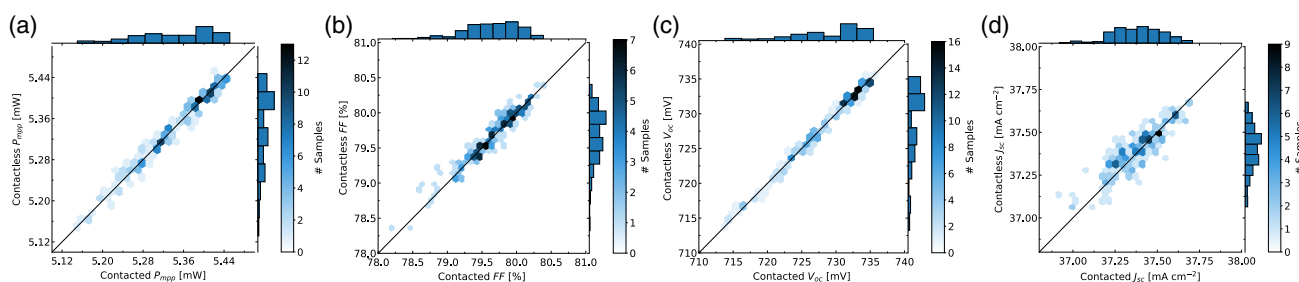 (a)
5.44
5.36
5.28
5.20
5.12
Contactless Pmpp [mW]
5.12 5.20 5.28 5.36 5.44
Contacted Pmpp [mW]
12
10
8
6
4
2
0
# Samples
(b)
81.0
80.5
80.0
79.5
79.0
78.5
78.0
Contactless FF [%]
78.0 78.5 79.0 79.5 80.0 80.5 81.0
Contacted FF [%]
7
6
5
4
3
2
1
0
# Samples
(c)
740
735
730
725
720
715
710
Contactless Voc [mV]
710 715 720 725 730 735 740
Contacted Voc [mV]
16
14
12
10
8
6
4
2
0
# Samples
(d)
38.00
37.75
37.50
37.25
37.00
Contactless Jsc [mA cm⁻²]
37.00 37.25 37.50 37.75 38.00
Contacted Jsc [mA cm⁻²]
9
8
7
6
5
4
3
2
1
0
# Samples